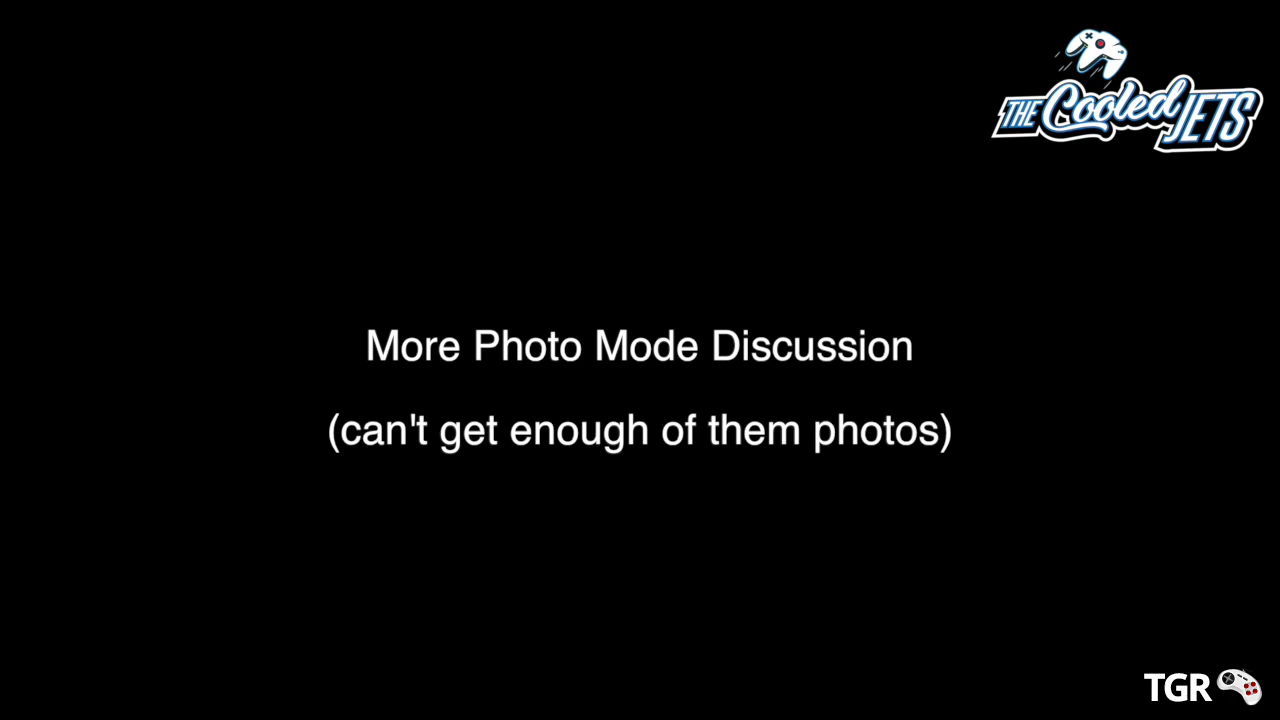 THE Cooled JETS
More Photo Mode Discussion
(can't get enough of them photos)
TGR